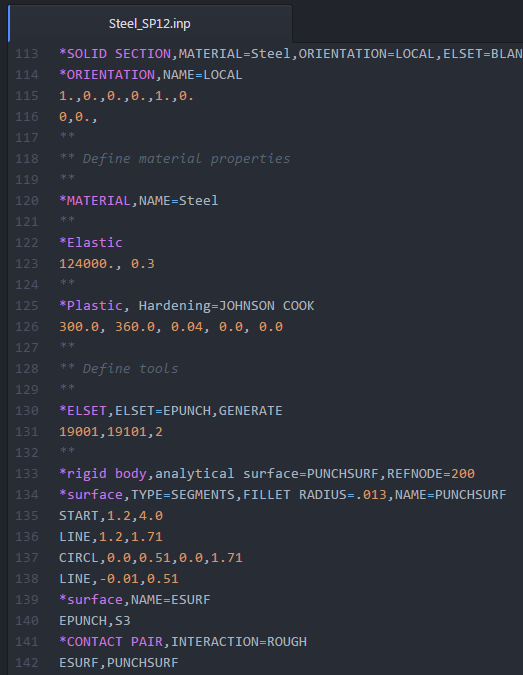 Steel_SP12.inp
113 *SOLID SECTION,MATERIAL=Steel,ORIENTATION=LOCAL,ELSET=BLAN
114 *ORIENTATION,NAME=LOCAL
115 1.,0.,0.,0.,1.,0.
116 0,0.,
117 **
118 ** Define material properties
119 **
120 *MATERIAL,NAME=Steel
121 **
122 *Elastic
123 124000., 0.3
124 **
125 *Plastic, Hardening=JOHNSON COOK
126 300.0, 360.0, 0.04, 0.0, 0.0
127 **
128 ** Define tools
129 **
130 *ELSET,ELSET=EPUNCH,GENERATE
131 19001,19101,2
132 **
133 *rigid body,analytical surface=PUNCHSURF,REFNODE=200
134 *surface,TYPE=SEGMENTS,FILLET RADIUS=.013,NAME=PUNCHSURF
135 START,1.2,4.0
136 LINE,1.2,1.71
137 CIRCL,0.0,0.51,0.0,1.71
138 LINE,-0.01,0.51
139 *surface,NAME=ESURF
140 EPUNCH,S3
141 *CONTACT PAIR,INTERACTION=ROUGH
142 ESURF,PUNCHSURF